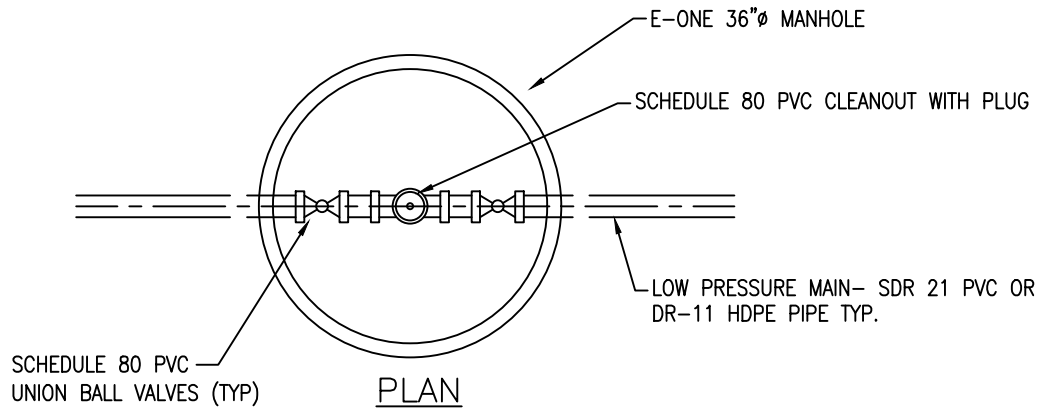 E-ONE 36"ø MANHOLE
SCHEDULE 80 PVC CLEANOUT WITH PLUG
LOW PRESSURE MAIN- SDR 21 PVC OR
DR-11 HDPE PIPE TYP.
SCHEDULE 80 PVC
UNION BALL VALVES (TYP)
PLAN